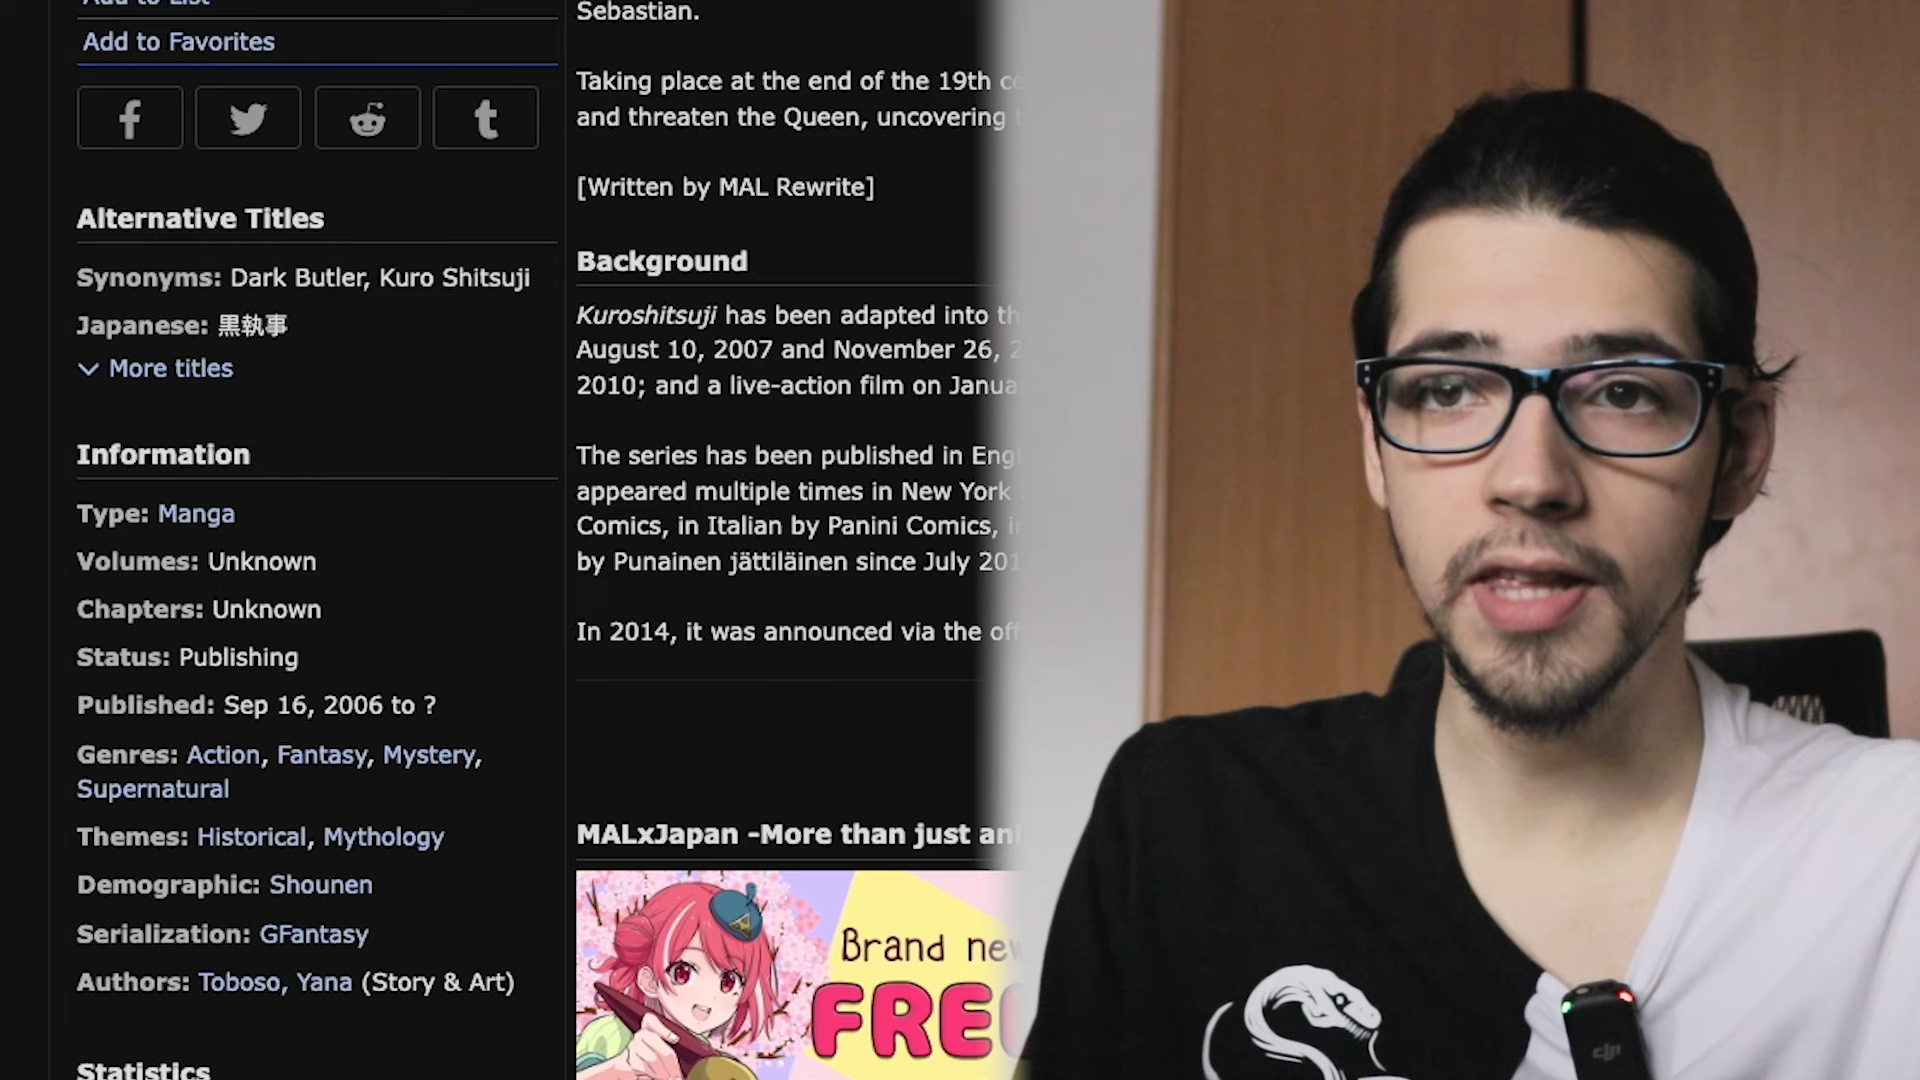 Add to List
Add to Favorites
Alternative Titles
Synonyms: Dark Butler, Kuro Shitsuji
Japanese: 黒執事
More titles
Information
Type: Manga
Volumes: Unknown
Chapters: Unknown
Status: Publishing
Published: Sep 16, 2006 to ?
Genres: Action, Fantasy, Mystery,
Supernatural
Themes: Historical, Mythology
Demographic: Shounen
Serialization: GFantasy
Authors: Toboso, Yana (Story & Art)
Statistics
Sebastian.
Taking place at the end of the 19th
and threaten the Queen, uncovering
[Written by MAL Rewrite]
Background
Kuroshitsuji has been adapted into
August 10, 2007 and November 26,
2010; and a live-action film on
The series has been published in
appeared multiple times in New York
Comics, in Italian by Panini Comics,
by Punainen jättiläinen since July
In 2014, it was announced via the
MALxJapan -More than just
Brand new
FREE
dji